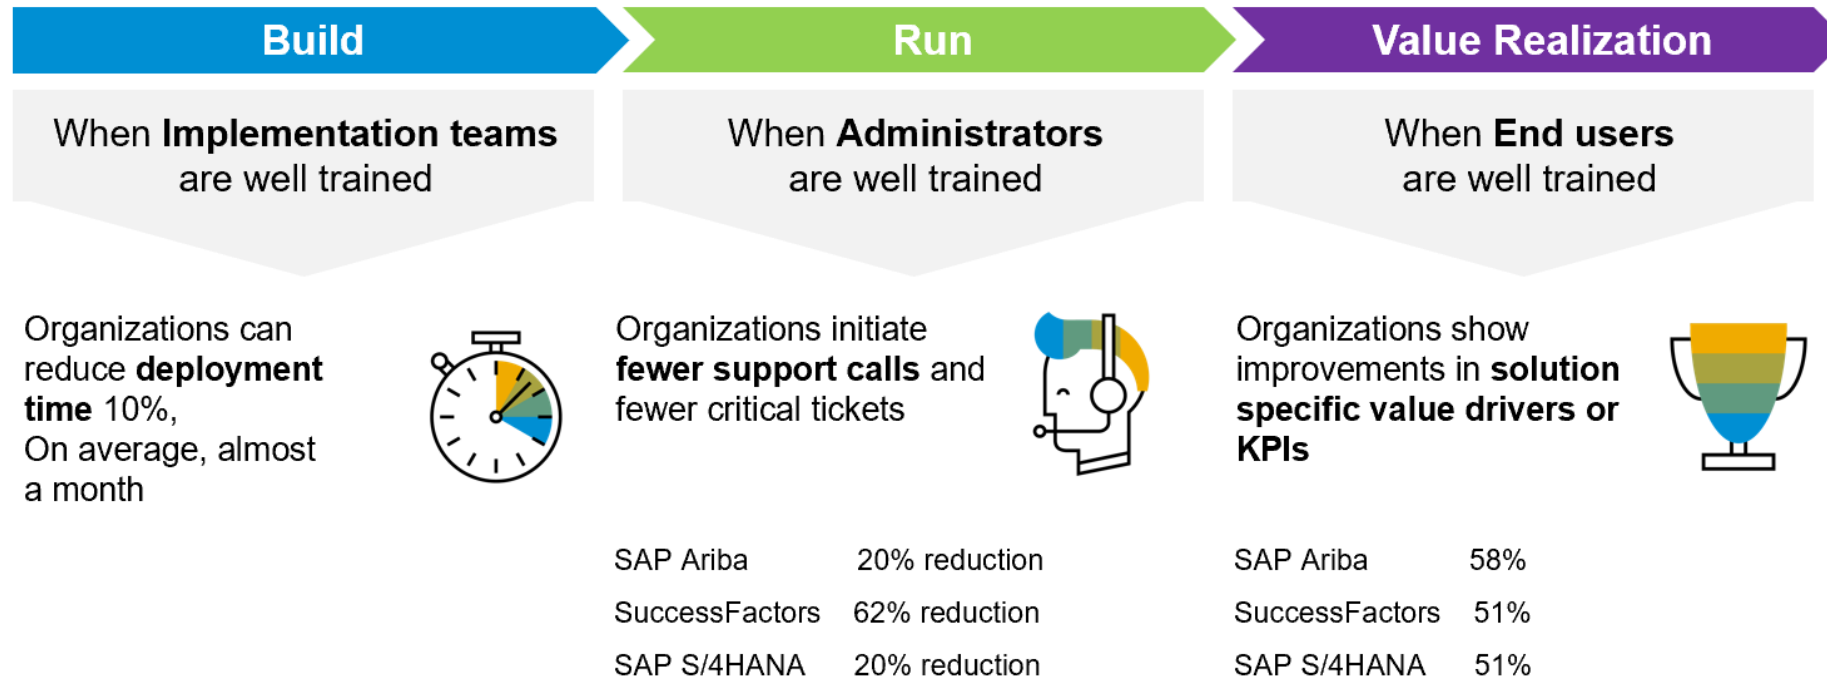 Build
Run
Value Realization
When Implementation teams
are well trained
When Administrators
are well trained
When End users
are well trained
Organizations can
reduce deployment
time 10%,
On average, almost
a month
Organizations initiate
fewer support calls and
fewer critical tickets
SAP Ariba 20% reduction
SuccessFactors 62% reduction
SAP S/4HANA 20% reduction
Organizations show
improvements in solution
specific value drivers or
KPIs
SAP Ariba 58%
SuccessFactors 51%
SAP S/4HANA 51%